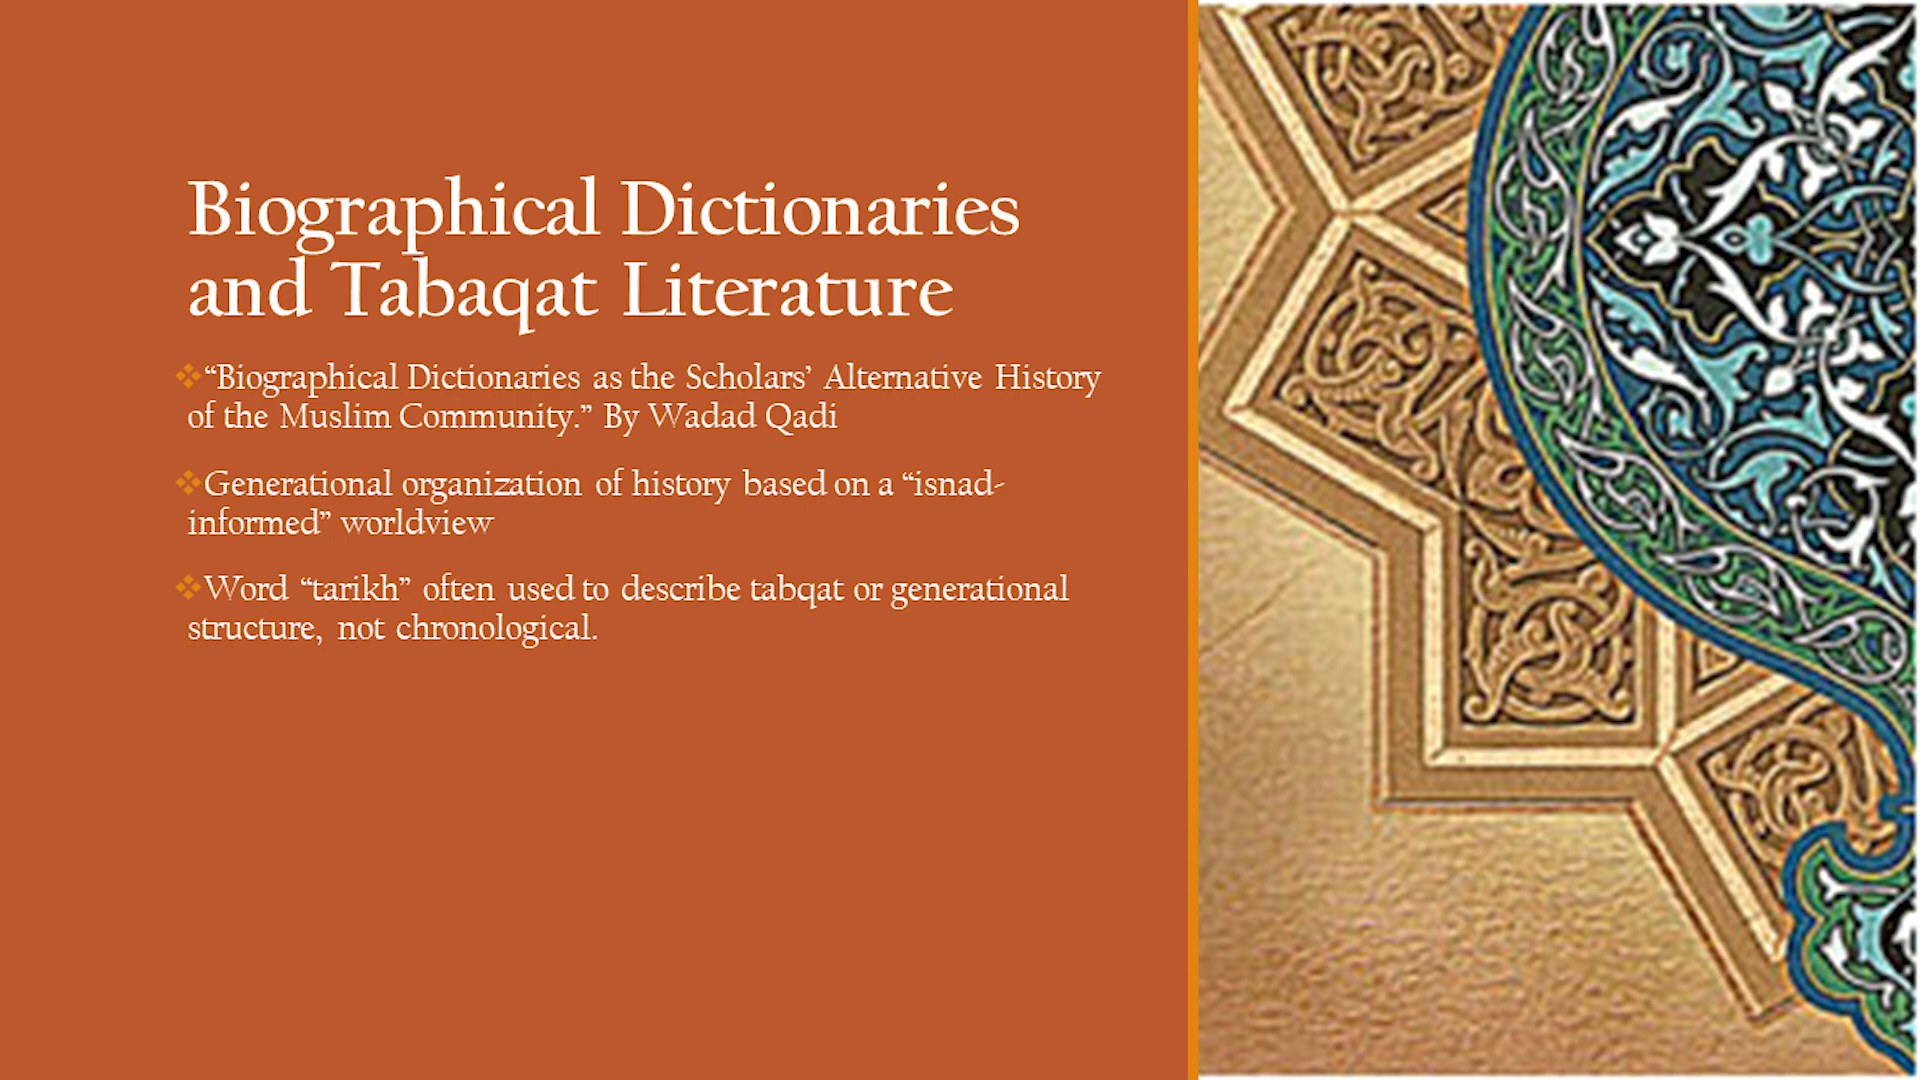 Biographical Dictionaries
and Tabaqat Literature
❖“Biographical Dictionaries as the Scholars’ Alternative History
of the Muslim Community.” By Wadad Qadi
❖Generational organization of history based on a “isnad-
informed” worldview
❖Word “tarikh” often used to describe tabqat or generational
structure, not chronological.